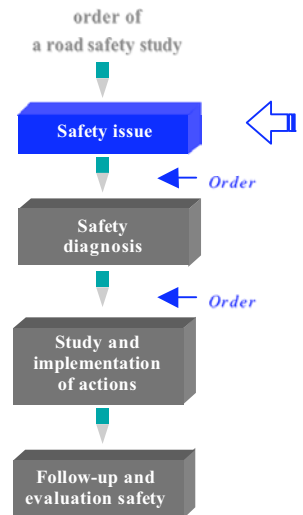 order of
a road safety study
Safety issue
Order
Safety
diagnosis
Order
Study and
implementation
of actions
Follow-up and
evaluation safety